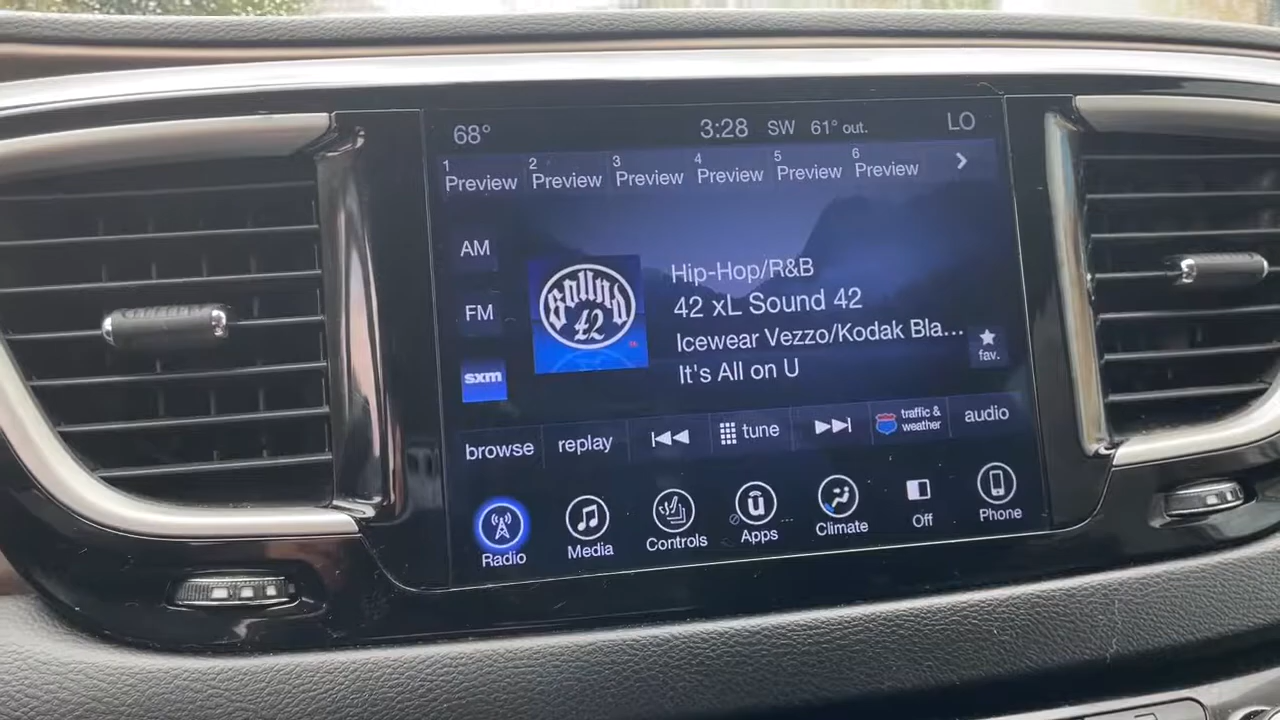 68° 3:28 SW 61° out. LO
1 Preview 2 Preview 3 Preview 4 Preview 5 Preview 6 Preview
AM
FM
sxm
Sound
42
Hip-Hop/R&B
42 xL Sound 42
Icewear Vezzo/Kodak Bla...
It's All on U
fav.
browse replay tune traffic & weather audio
Radio Media Controls Apps Climate Off Phone